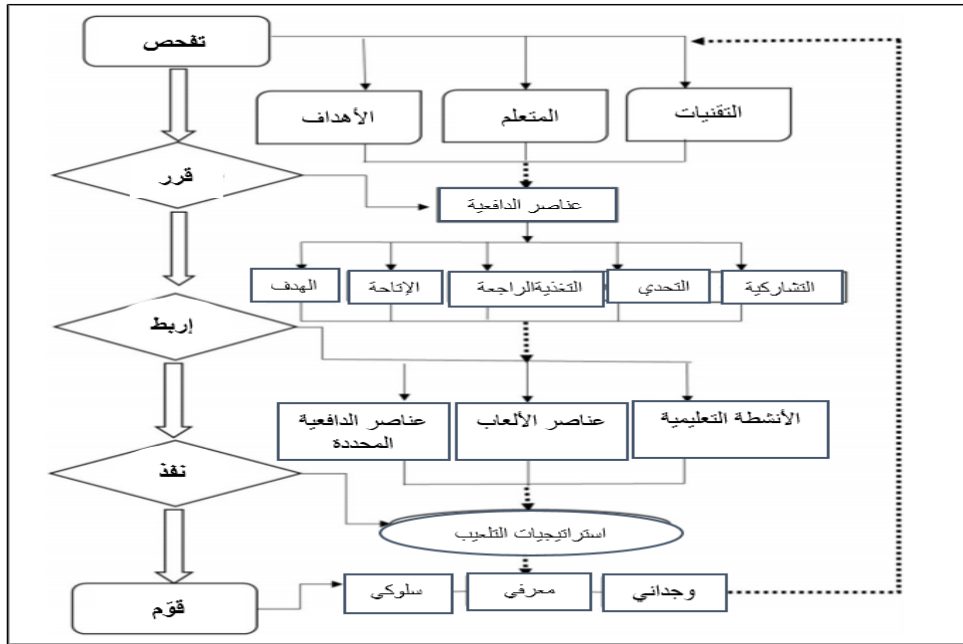 تفحص
التقنيات
المتعلم
الأهداف
قرر
عناصر الدافعية
التشاركية
التحدي
التغذيةالراجعة
الإتاحة
الهدف
إربط
الأنشطة التعليمية
عناصر الألعاب
عناصر الدافعية
المحددة
نفذ
استراتيجيات التلعيب
وجداني
معرفي
سلوكي
قوّم